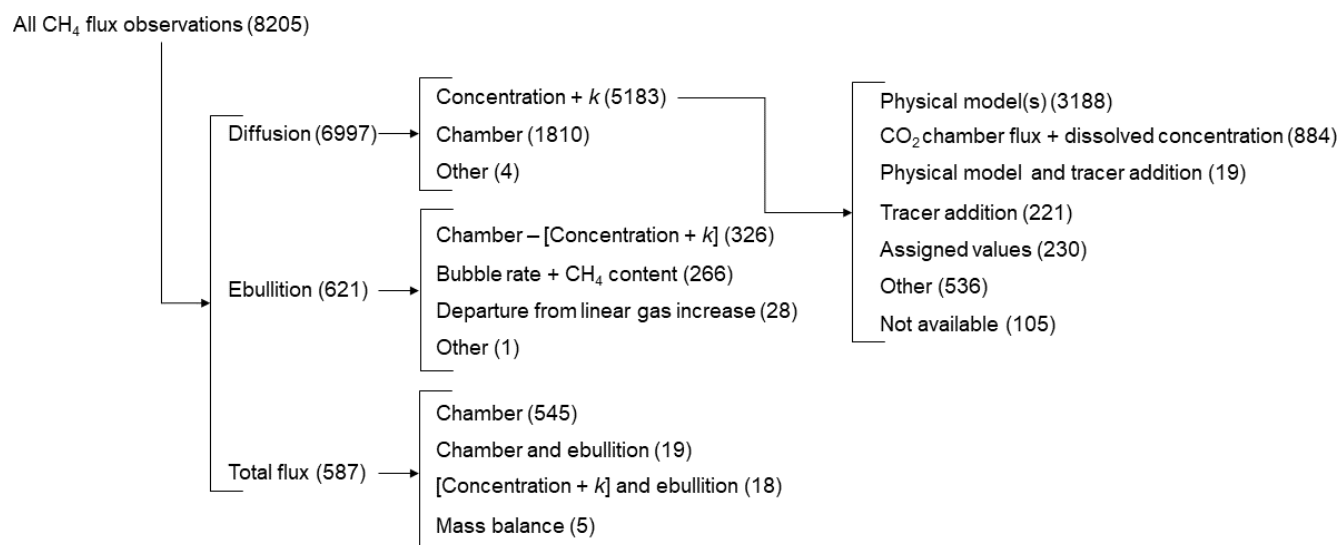 All CH₄ flux observations (8205)
Diffusion (6997)
Concentration + k (5183)
Chamber (1810)
Other (4)
Physical model(s) (3188)
CO₂ chamber flux + dissolved concentration (884)
Physical model and tracer addition (19)
Tracer addition (221)
Assigned values (230)
Other (536)
Not available (105)
Ebullition (621)
Chamber – [Concentration + k] (326)
Bubble rate + CH₄ content (266)
Departure from linear gas increase (28)
Other (1)
Total flux (587)
Chamber (545)
Chamber and ebullition (19)
[Concentration + k] and ebullition (18)
Mass balance (5)